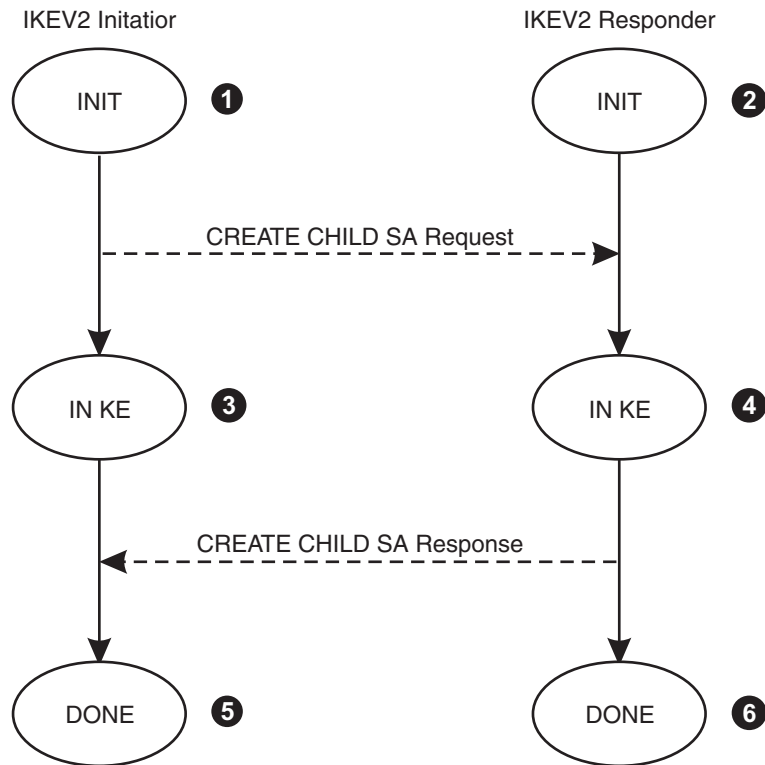 IKEV2 Initatior
IKEV2 Responder
INIT
1
INIT
2
CREATE CHILD SA Request
IN KE
3
IN KE
4
CREATE CHILD SA Response
DONE
5
DONE
6